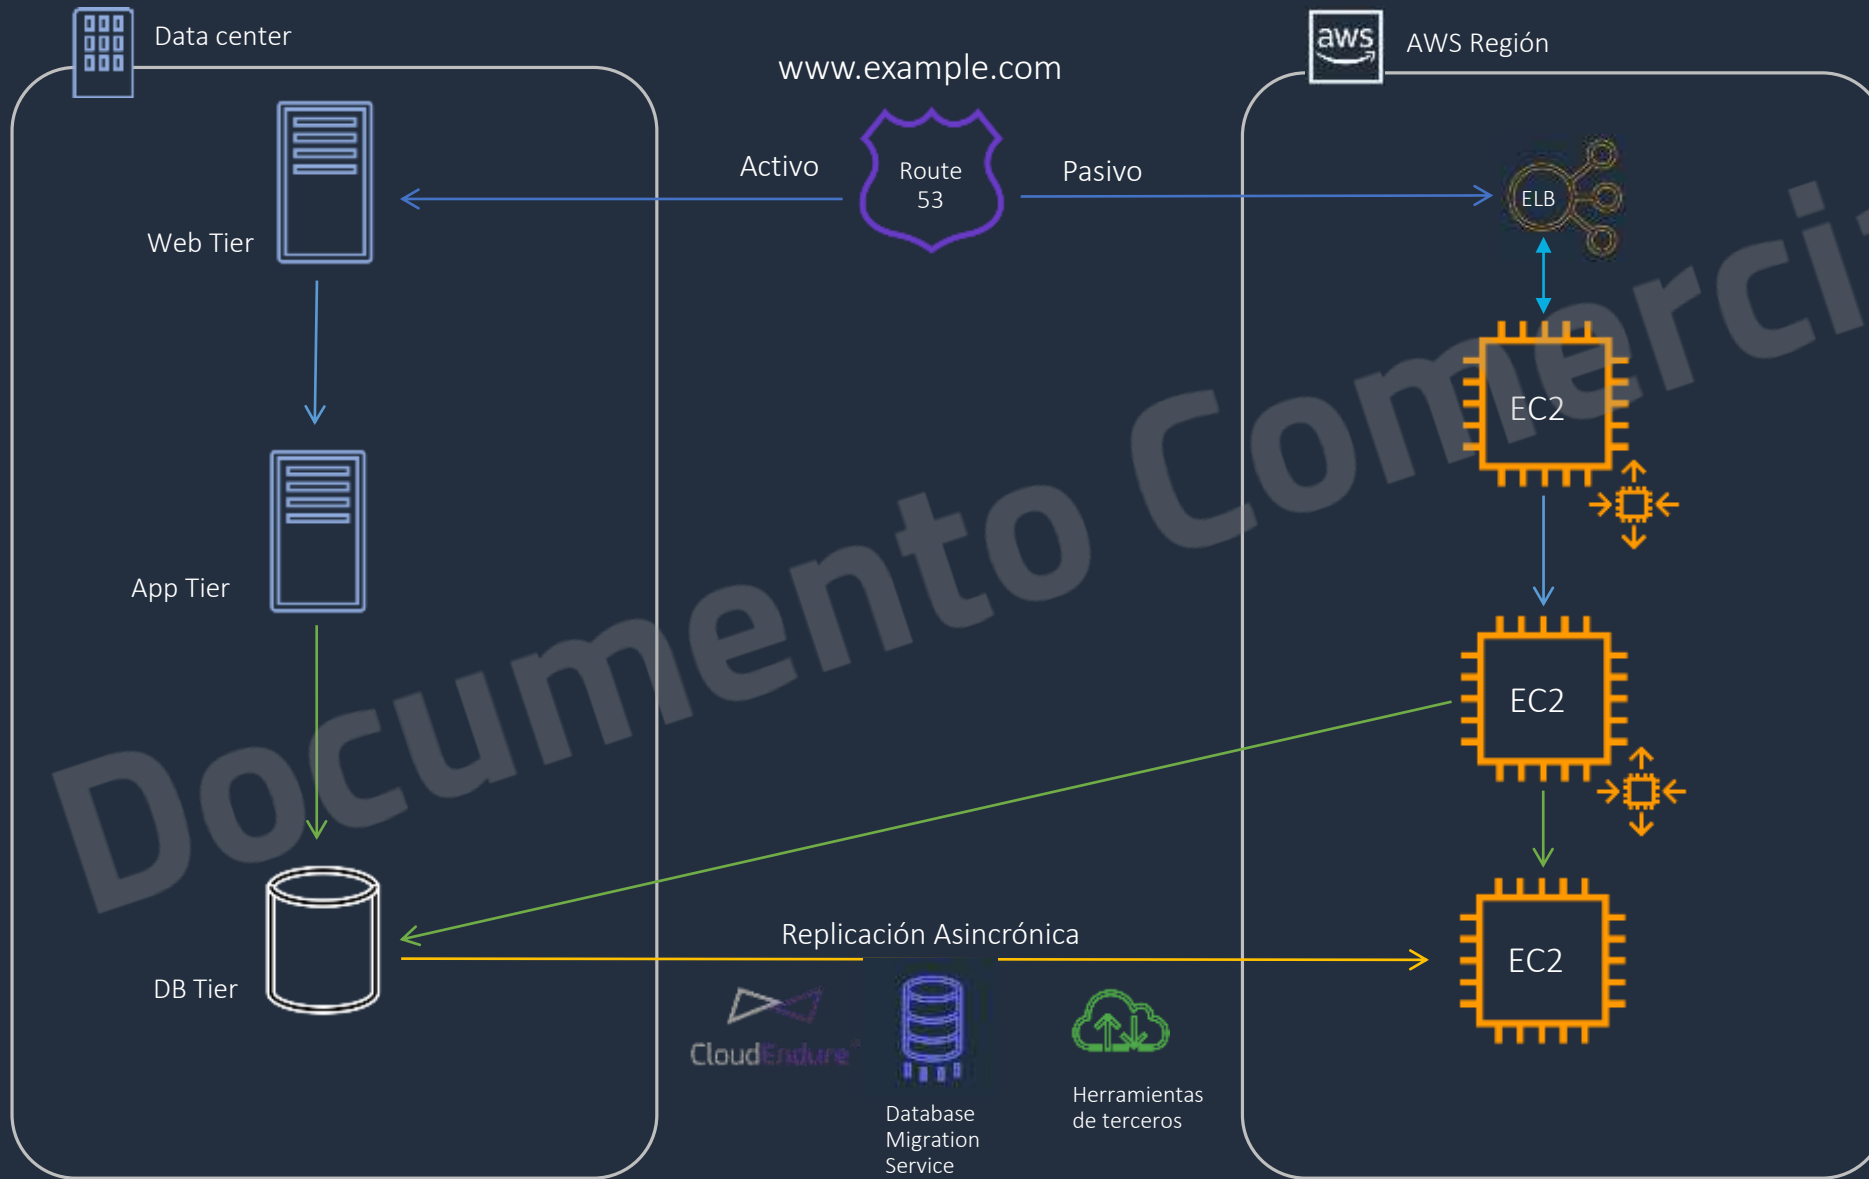 Data center
aws
AWS Región
www.example.com
Activo
Route
53
Pasivo
ELB
Web Tier
EC2
App Tier
EC2
Replicación Asincrónica
DB Tier
EC2
CloudEndure
Database
Migration
Service
Herramientas
de terceros
Documento Comerci